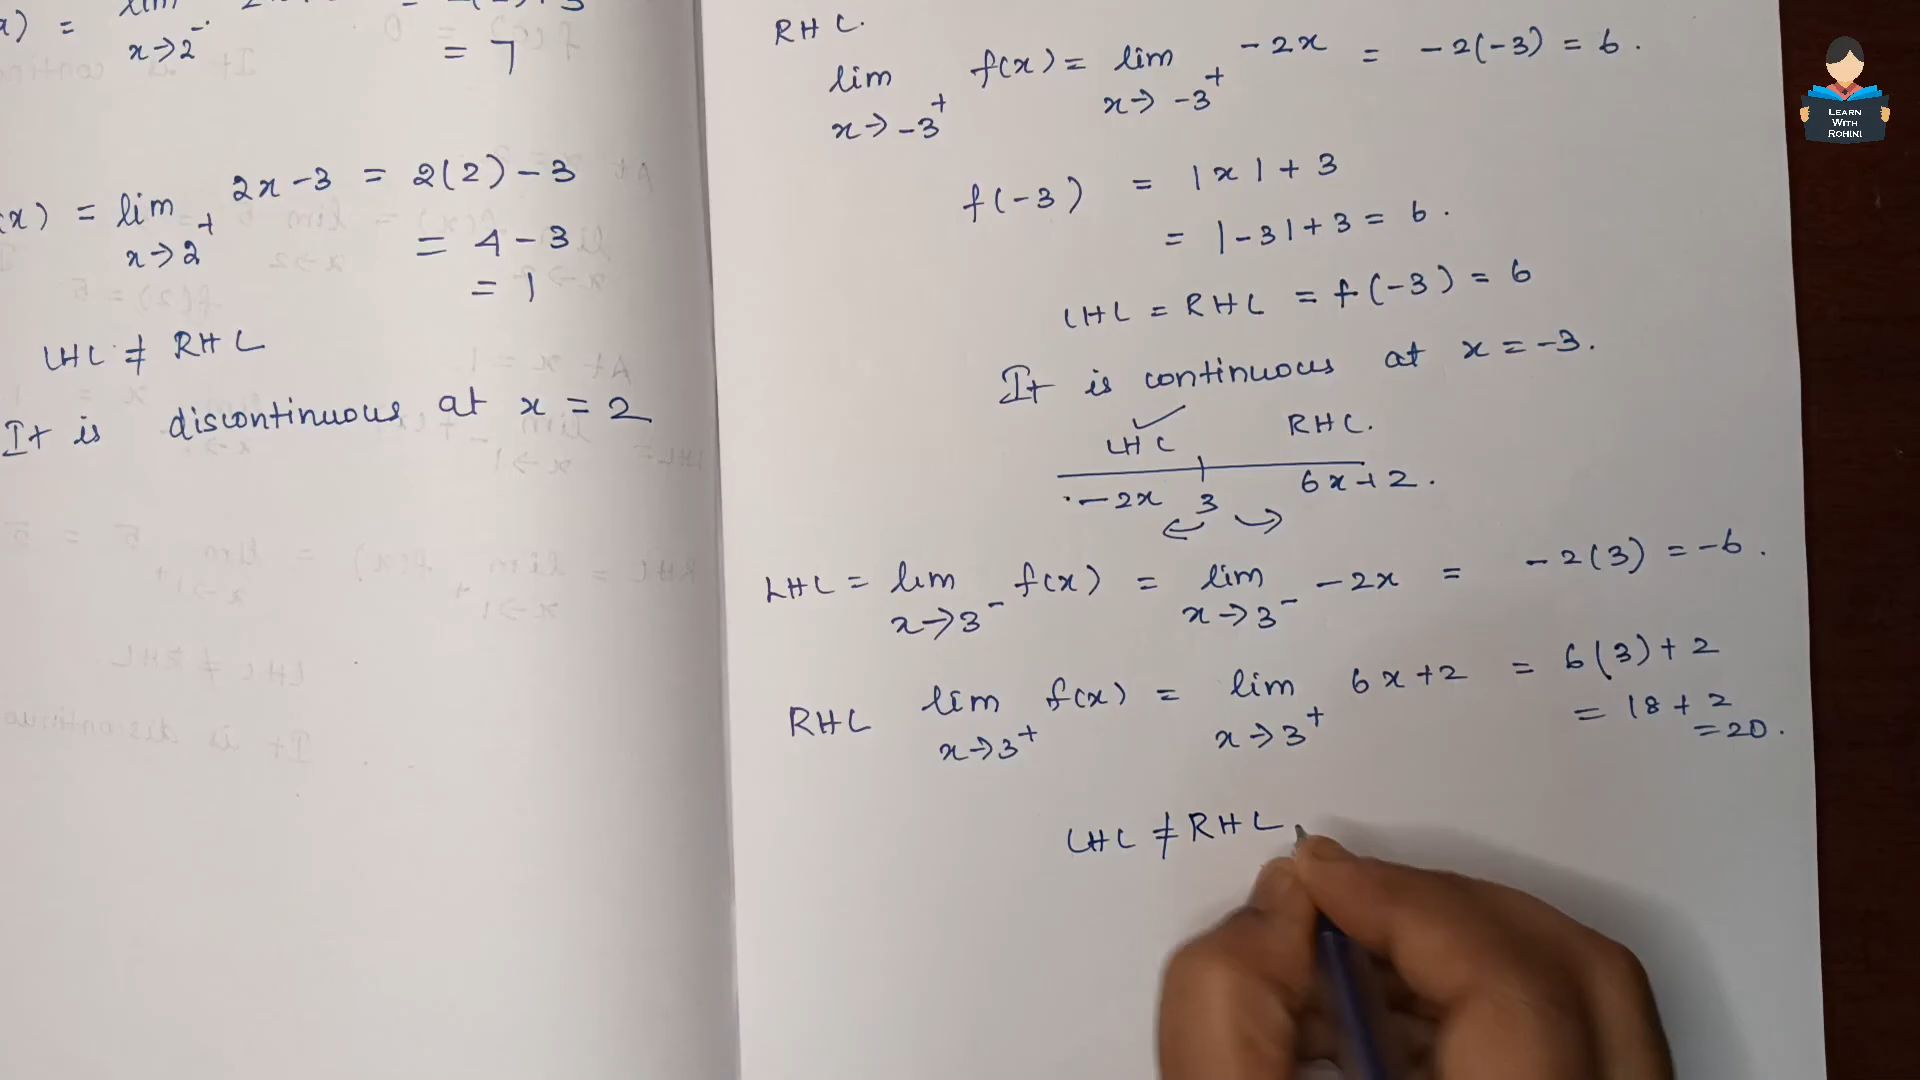 x→2⁻
= 7
2x-3 = 2(2)-3
(x) = lim
x→2⁺
= 4-3
= 1
LHL ≠ RHL
It is discontinuous at x = 2
RHL.
lim f(x) = lim -2x = -2(-3) = 6.
x→-3⁺ x→-3⁺
f(-3) = |x|+3
= |-3|+3 = 6.
LHL = RHL = f(-3) = 6
It is continuous at x = -3.
LHL RHL.
-2x 3 6x+2.
LHL = lim f(x) = lim -2x = -2(3) = -6.
x→3⁻ x→3⁻
RHL lim f(x) = lim 6x+2 = 6(3)+2
x→3⁺ x→3⁺ = 18+2
=20.
LHL ≠ RHL
LEARN
WITH
ROHINI